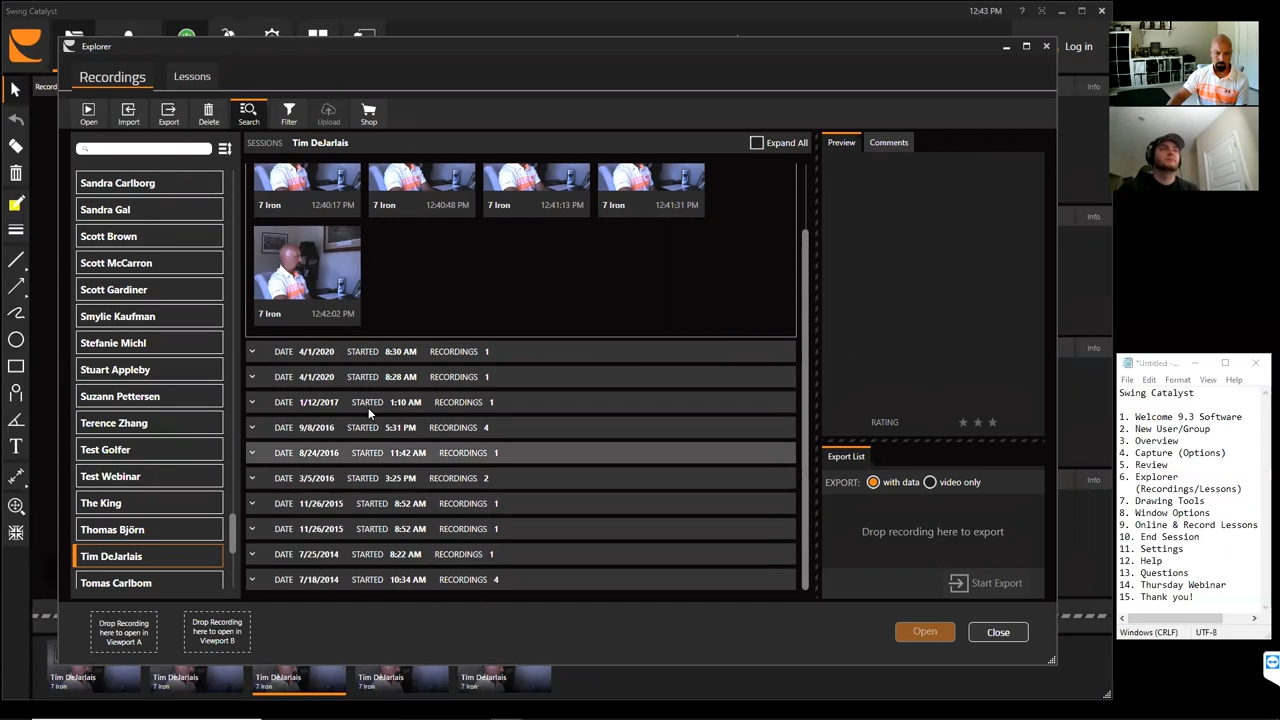 Swing Catalyst
12:43 PM
?
Explorer
Log in
Recordings
Lessons
Record
Info
Open
Import
Export
Delete
Search
Filter
Upload
Shop
SESSIONS
Tim DeJarlais
Expand All
Preview
Comments
Sandra Carlborg
Sandra Gal
Scott Brown
Scott McCarron
Scott Gardiner
Smylie Kaufman
Stefanie Michl
Stuart Appleby
Suzann Pettersen
Terence Zhang
Test Golfer
Test Webinar
The King
Thomas Björn
Tim DeJarlais
Tomas Carlbom
7 Iron 12:40:17 PM
7 Iron 12:40:48 PM
7 Iron 12:41:13 PM
7 Iron 12:41:31 PM
7 Iron 12:42:02 PM
DATE 4/1/2020 STARTED 8:30 AM RECORDINGS 1
DATE 4/1/2020 STARTED 8:28 AM RECORDINGS 1
DATE 1/12/2017 STARTED 1:10 AM RECORDINGS 1
DATE 9/8/2016 STARTED 5:31 PM RECORDINGS 4
DATE 8/24/2016 STARTED 11:42 AM RECORDINGS 1
DATE 3/5/2016 STARTED 3:25 PM RECORDINGS 2
DATE 11/26/2015 STARTED 8:52 AM RECORDINGS 1
DATE 11/26/2015 STARTED 8:52 AM RECORDINGS 1
DATE 7/25/2014 STARTED 8:22 AM RECORDINGS 1
DATE 7/18/2014 STARTED 10:34 AM RECORDINGS 4
RATING
Export List
EXPORT: with data video only
Drop recording here to export
Start Export
Drop Recording
here to open in
Viewport A
Drop Recording
here to open in
Viewport B
Open
Close
Tim DeJarlais
7 Iron
Tim DeJarlais
7 Iron
Tim DeJarlais
7 Iron
Tim DeJarlais
7 Iron
Tim DeJarlais
7 Iron
Info
Info
Info
Info
T
*Untitled -
File Edit Format View Help
Swing Catalyst
1. Welcome 9.3 Software
2. New User/Group
3. Overview
4. Capture (Options)
5. Review
6. Explorer
(Recordings/Lessons)
7. Drawing Tools
8. Window Options
9. Online & Record Lessons
10. End Session
11. Settings
12. Help
13. Questions
14. Thursday Webinar
15. Thank you!
Windows (CRLF) UTF-8